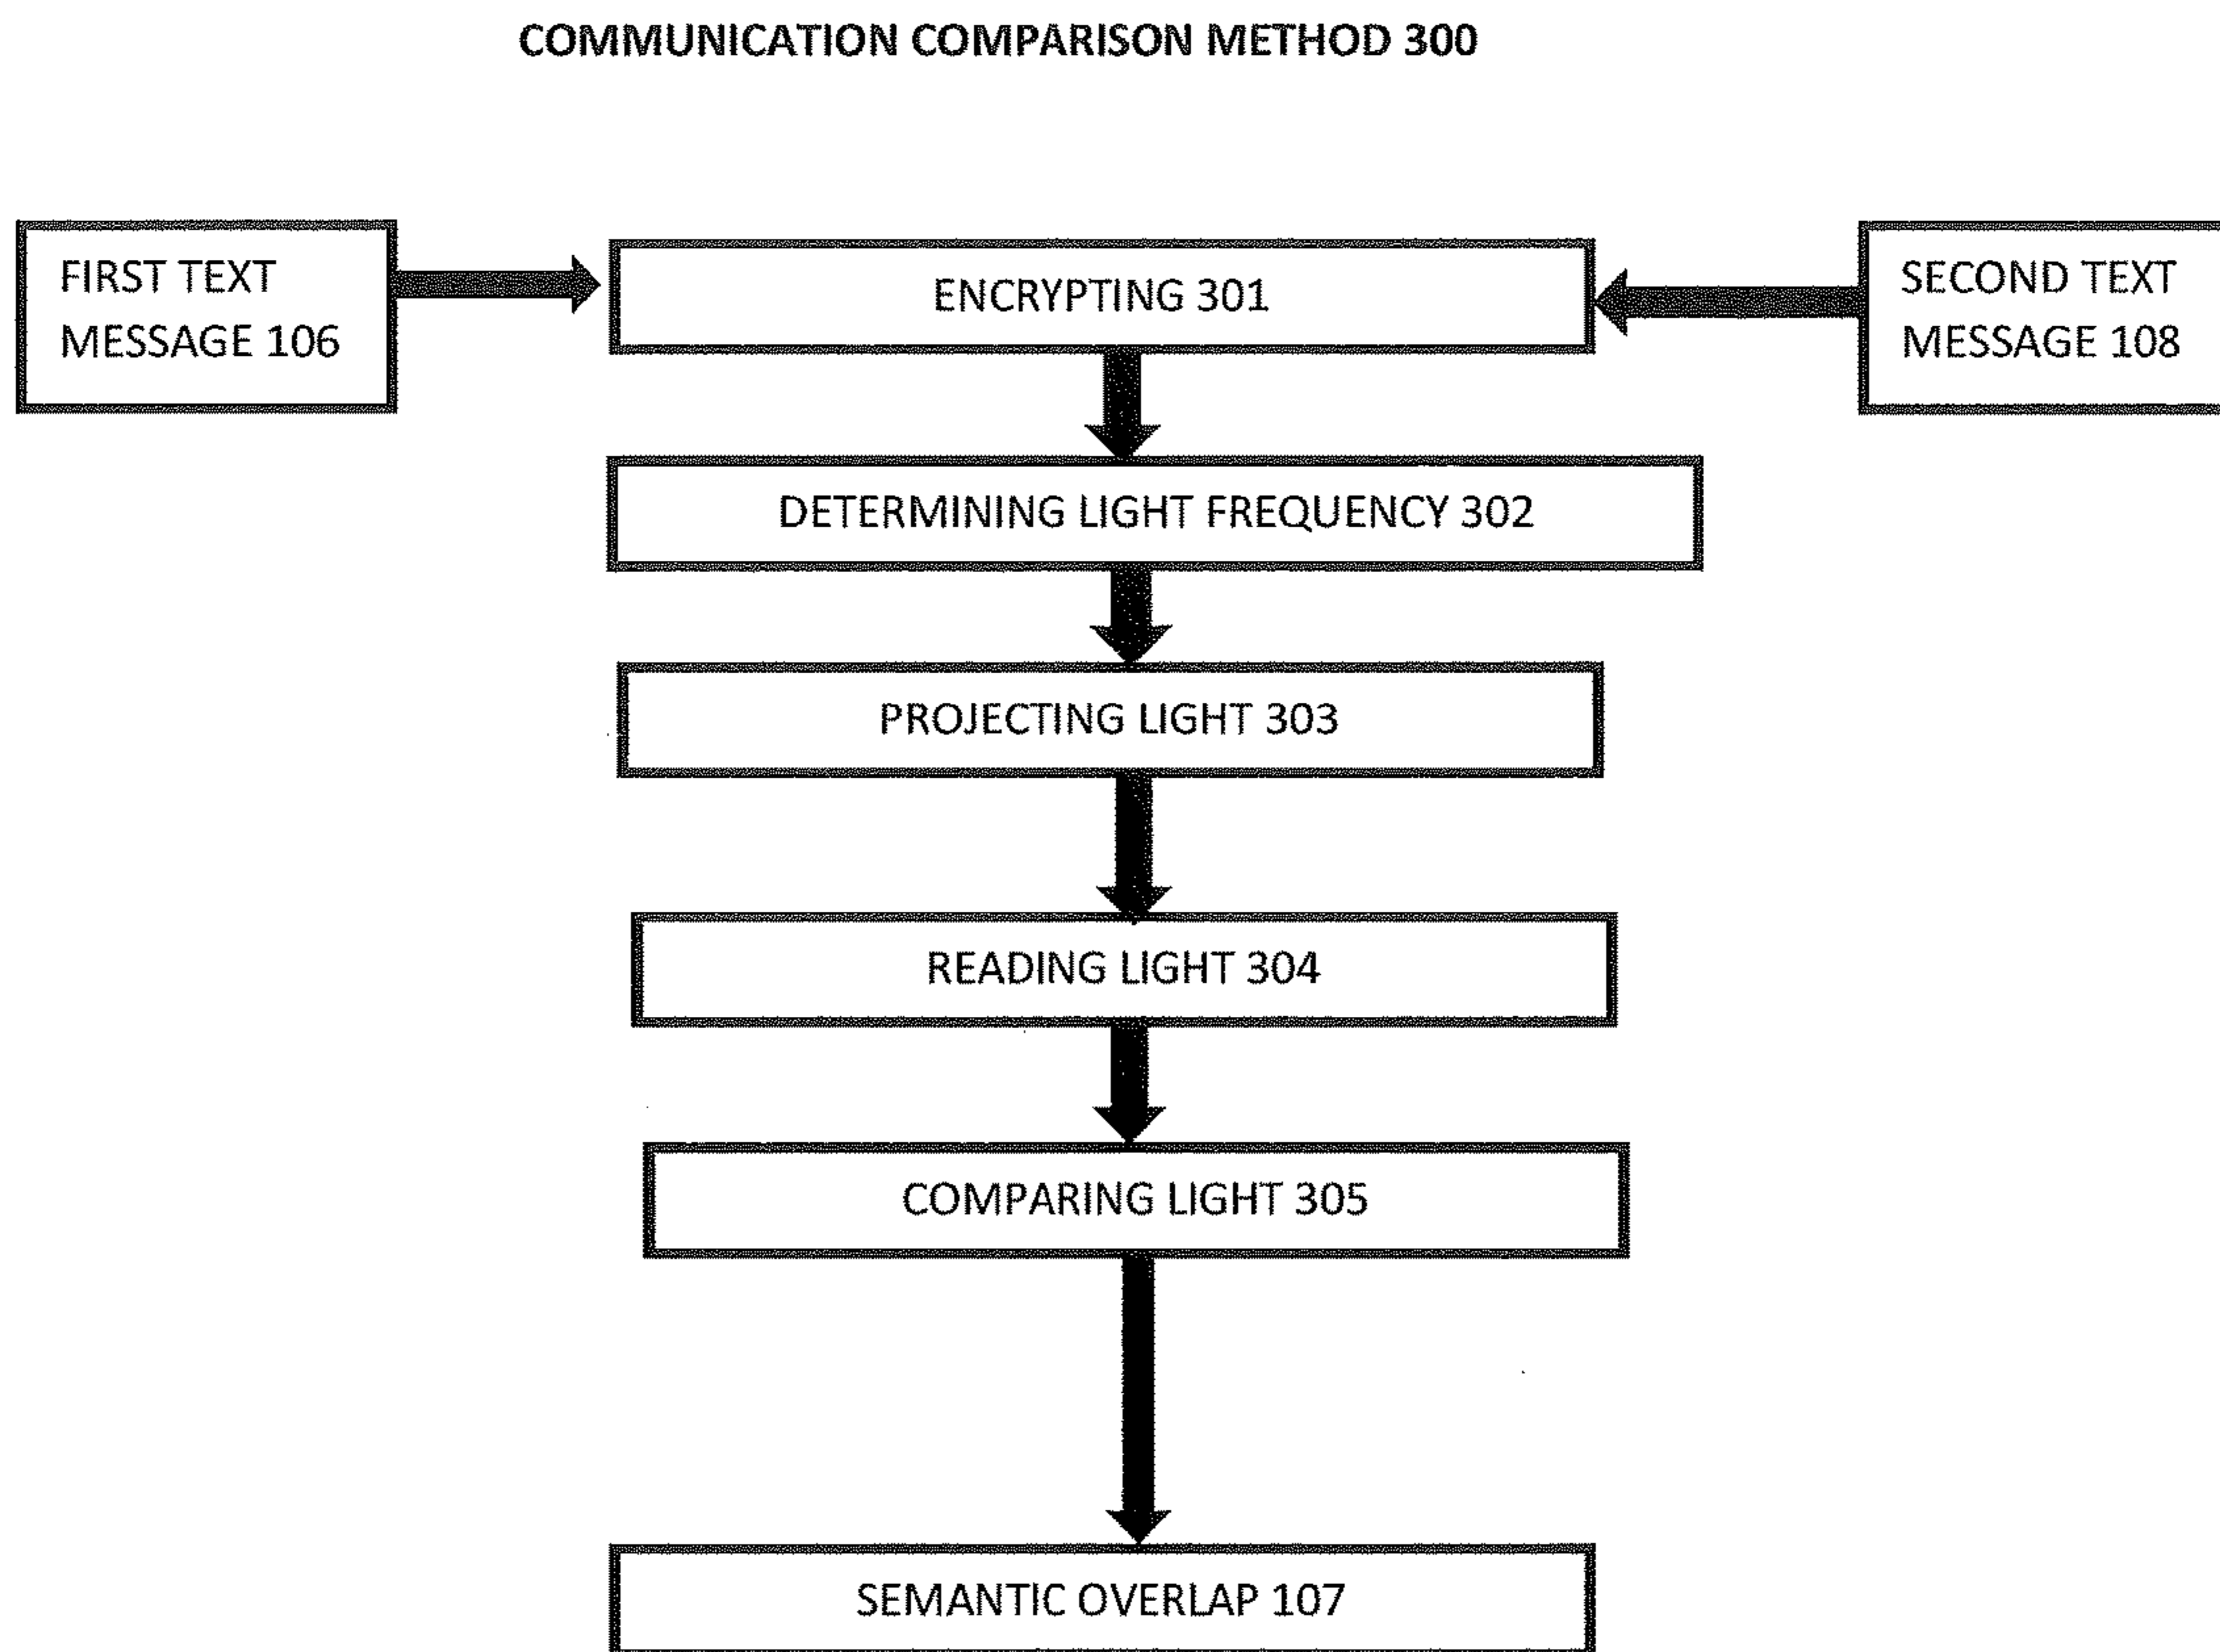 COMMUNICATION COMPARISON METHOD 300
FIRST TEXT
MESSAGE 106
ENCRYPTING 301
SECOND TEXT
MESSAGE 108
DETERMINING LIGHT FREQUENCY 302
PROJECTING LIGHT 303
READING LIGHT 304
COMPARING LIGHT 305
SEMANTIC OVERLAP 107